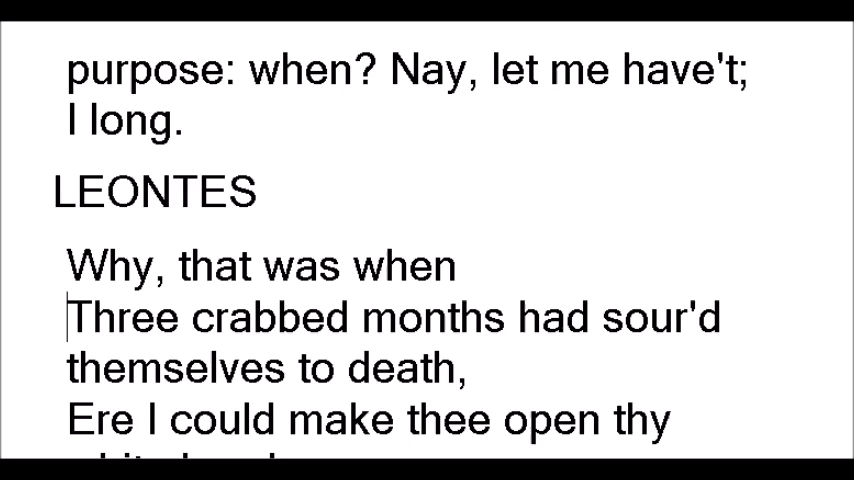 purpose: when? Nay, let me have't;
I long.
LEONTES
Why, that was when
Three crabbed months had sour'd
themselves to death,
Ere I could make thee open thy